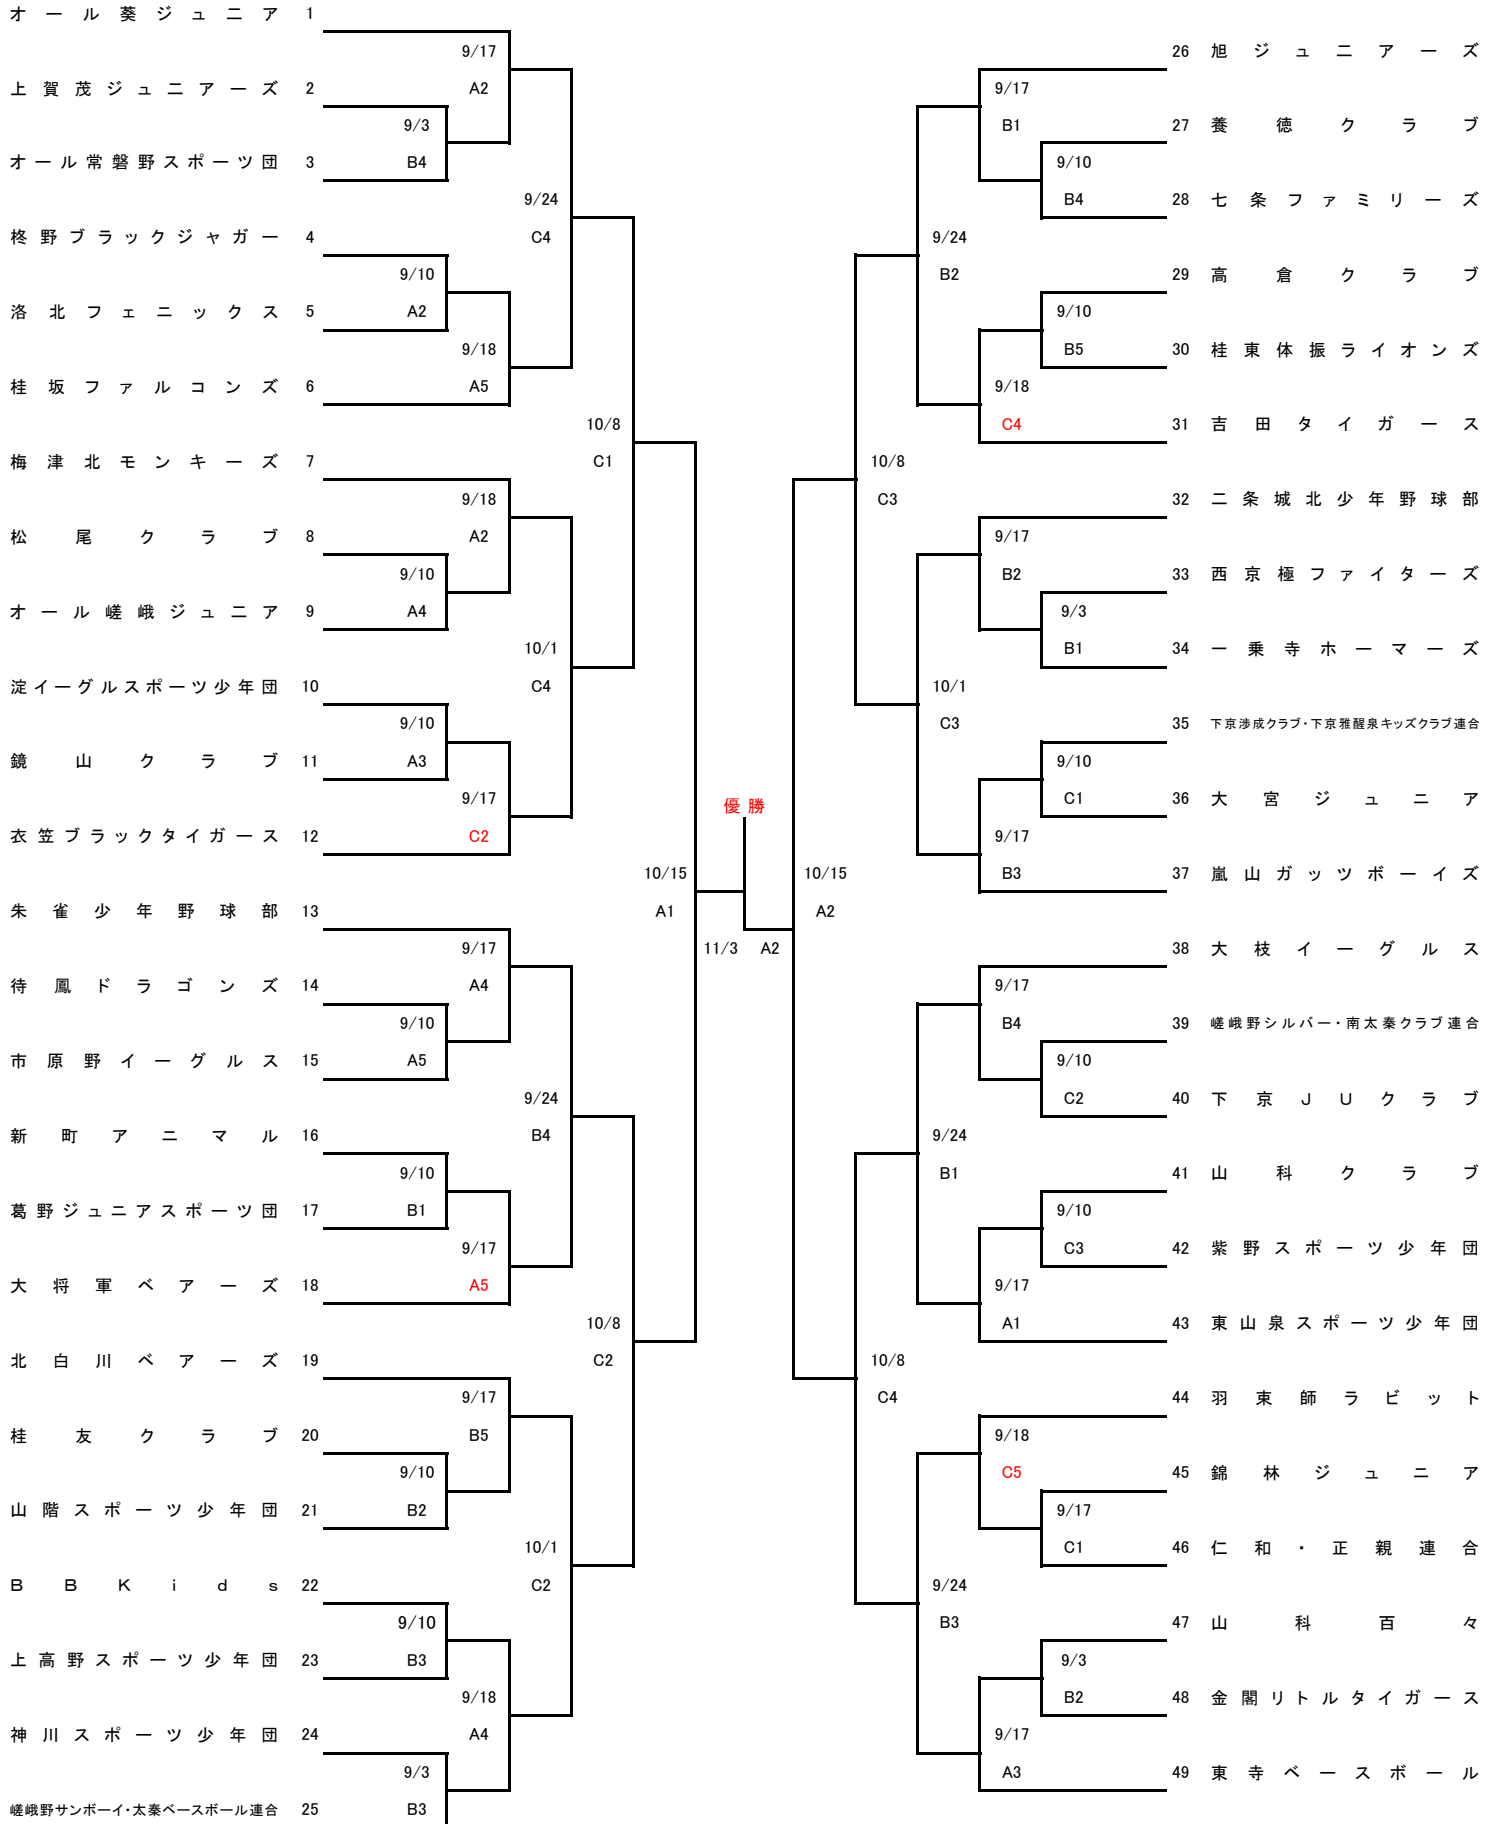 オール葵ジュニア 1
9/17
上賀茂ジュニアーズ 2 A2
9/3
オール常磐野スポーツ団 3 B4
9/24
柊野ブラックジャガー 4 C4
9/10
洛北フェニックス 5 A2
9/18
桂坂ファルコンズ 6 A5
10/8
梅津北モンキーズ 7 C1
9/18
松尾クラブ 8 A2
9/10
オール嵯峨ジュニア 9 A4
10/1
淀イーグルスポーツ少年団 10 C4
9/10
鏡山クラブ 11 A3
9/17
衣笠ブラックタイガース 12 C2
10/15
朱雀少年野球部 13 A1
9/17
待鳳ドラゴンズ 14 A4
9/10
市原野イーグルス 15 A5
9/24
新町アニマル 16 B4
9/10
葛野ジュニアスポーツ団 17 B1
9/17
大将軍ベアーズ 18 A5
10/8
北白川ベアーズ 19 C2
9/17
桂友クラブ 20 B5
9/10
山階スポーツ少年団 21 B2
10/1
BBKids 22 C2
9/10
上高野スポーツ少年団 23 B3
9/18
神川スポーツ少年団 24 A4
9/3
嵯峨野サンボーイ・太秦ベースボール連合 25 B3
優勝
11/3 A2
26 旭ジュニアーズ
9/17
B1 27 養徳クラブ
9/10
B4 28 七条ファミリーズ
9/24
B2 29 高倉クラブ
9/10
B5 30 桂東体振ライオンズ
9/18
C4 31 吉田タイガース
10/8
C3 32 二条城北少年野球部
9/17
B2 33 西京極ファイターズ
9/3
B1 34 一乗寺ホーマーズ
10/1
C3 35 下京渉成クラブ・下京雅醒泉キッズクラブ連合
9/10
C1 36 大宮ジュニア
9/17
B3 37 嵐山ガッツボーイズ
10/15
A2 38 大枝イーグルス
9/17
B4 39 嵯峨野シルバー・南太秦クラブ連合
9/10
C2 40 下京JUクラブ
9/24
B1 41 山科クラブ
9/10
C3 42 紫野スポーツ少年団
9/17
A1 43 東山泉スポーツ少年団
10/8
C4 44 羽東師ラビット
9/18
C5 45 錦林ジュニア
9/17
C1 46 仁和・正親連合
9/24
B3 47 山科百々
9/3
B2 48 金閣リトルタイガース
9/17
A3 49 東寺ベースボール